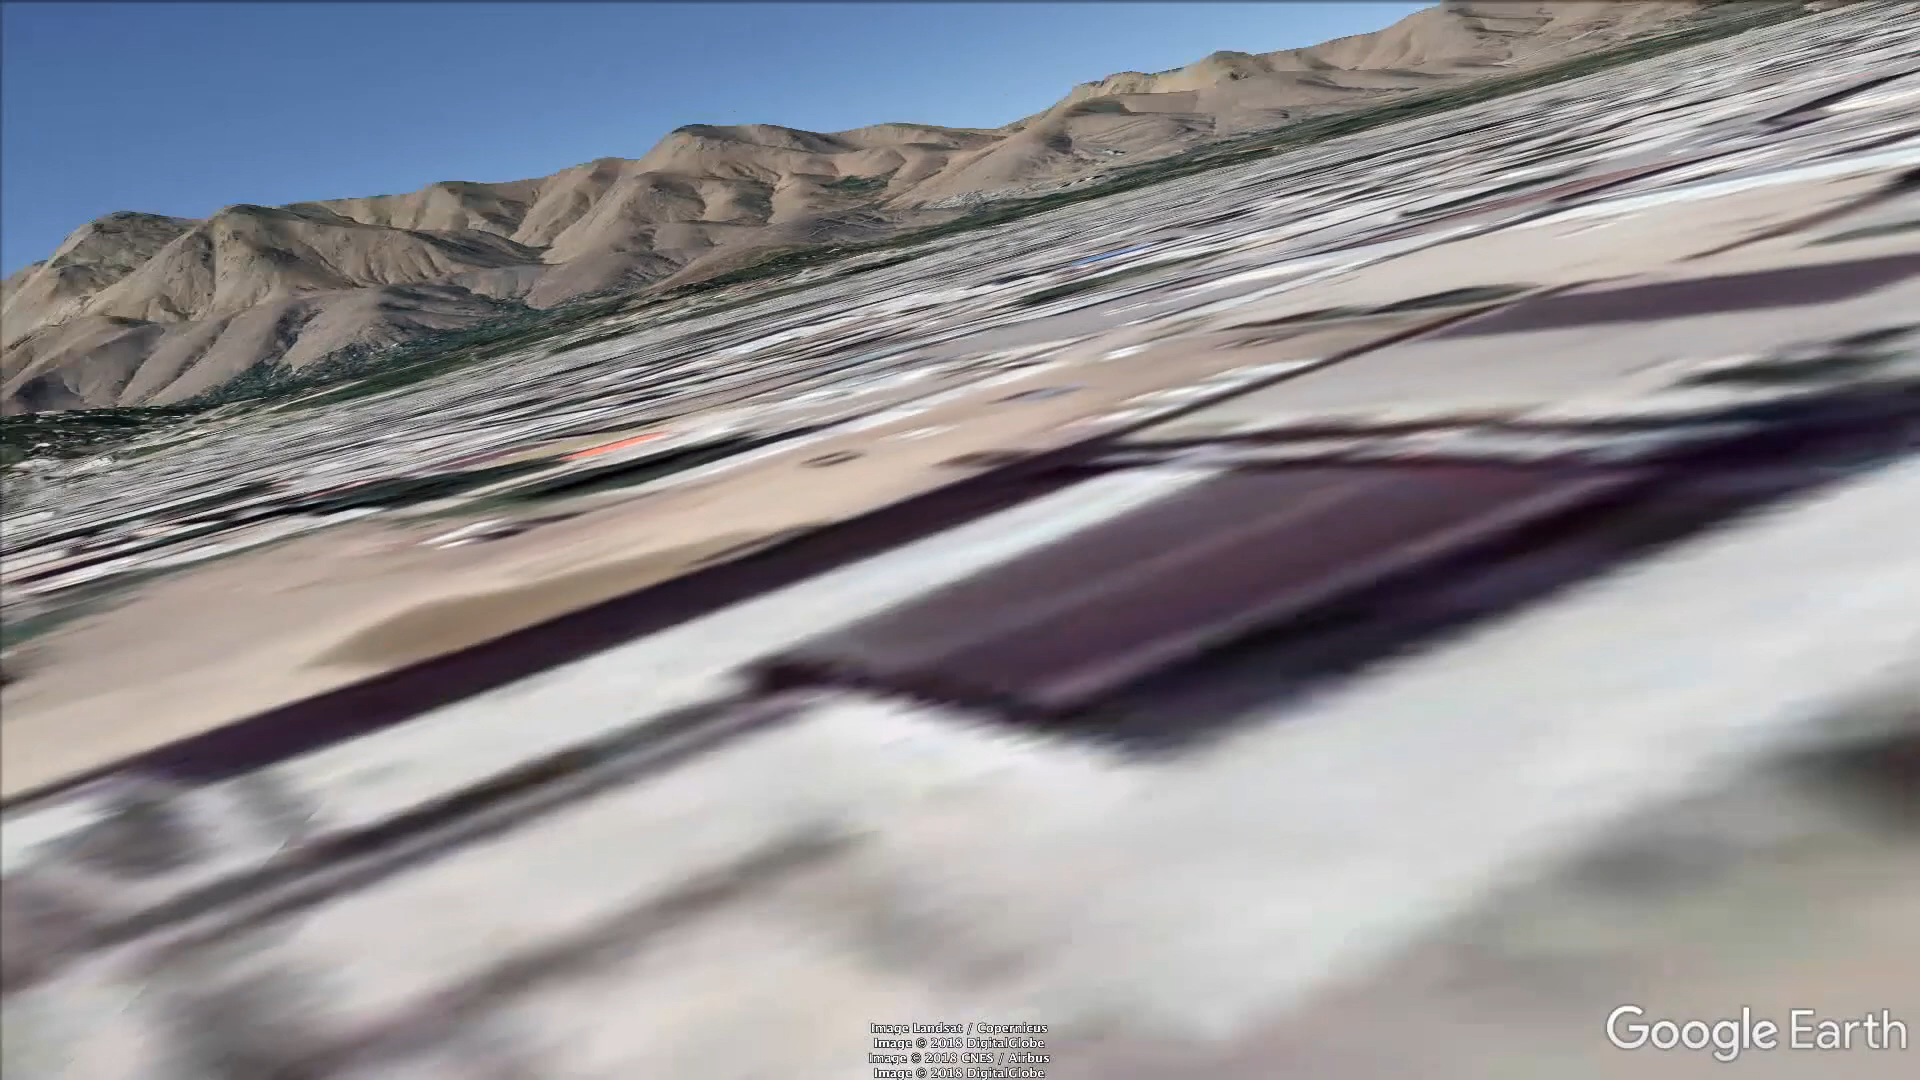 Image Landsat / Copernicus
Image © 2018 DigitalGlobe
Image © 2018 CNES / Airbus
Image © 2018 DigitalGlobe
Google Earth